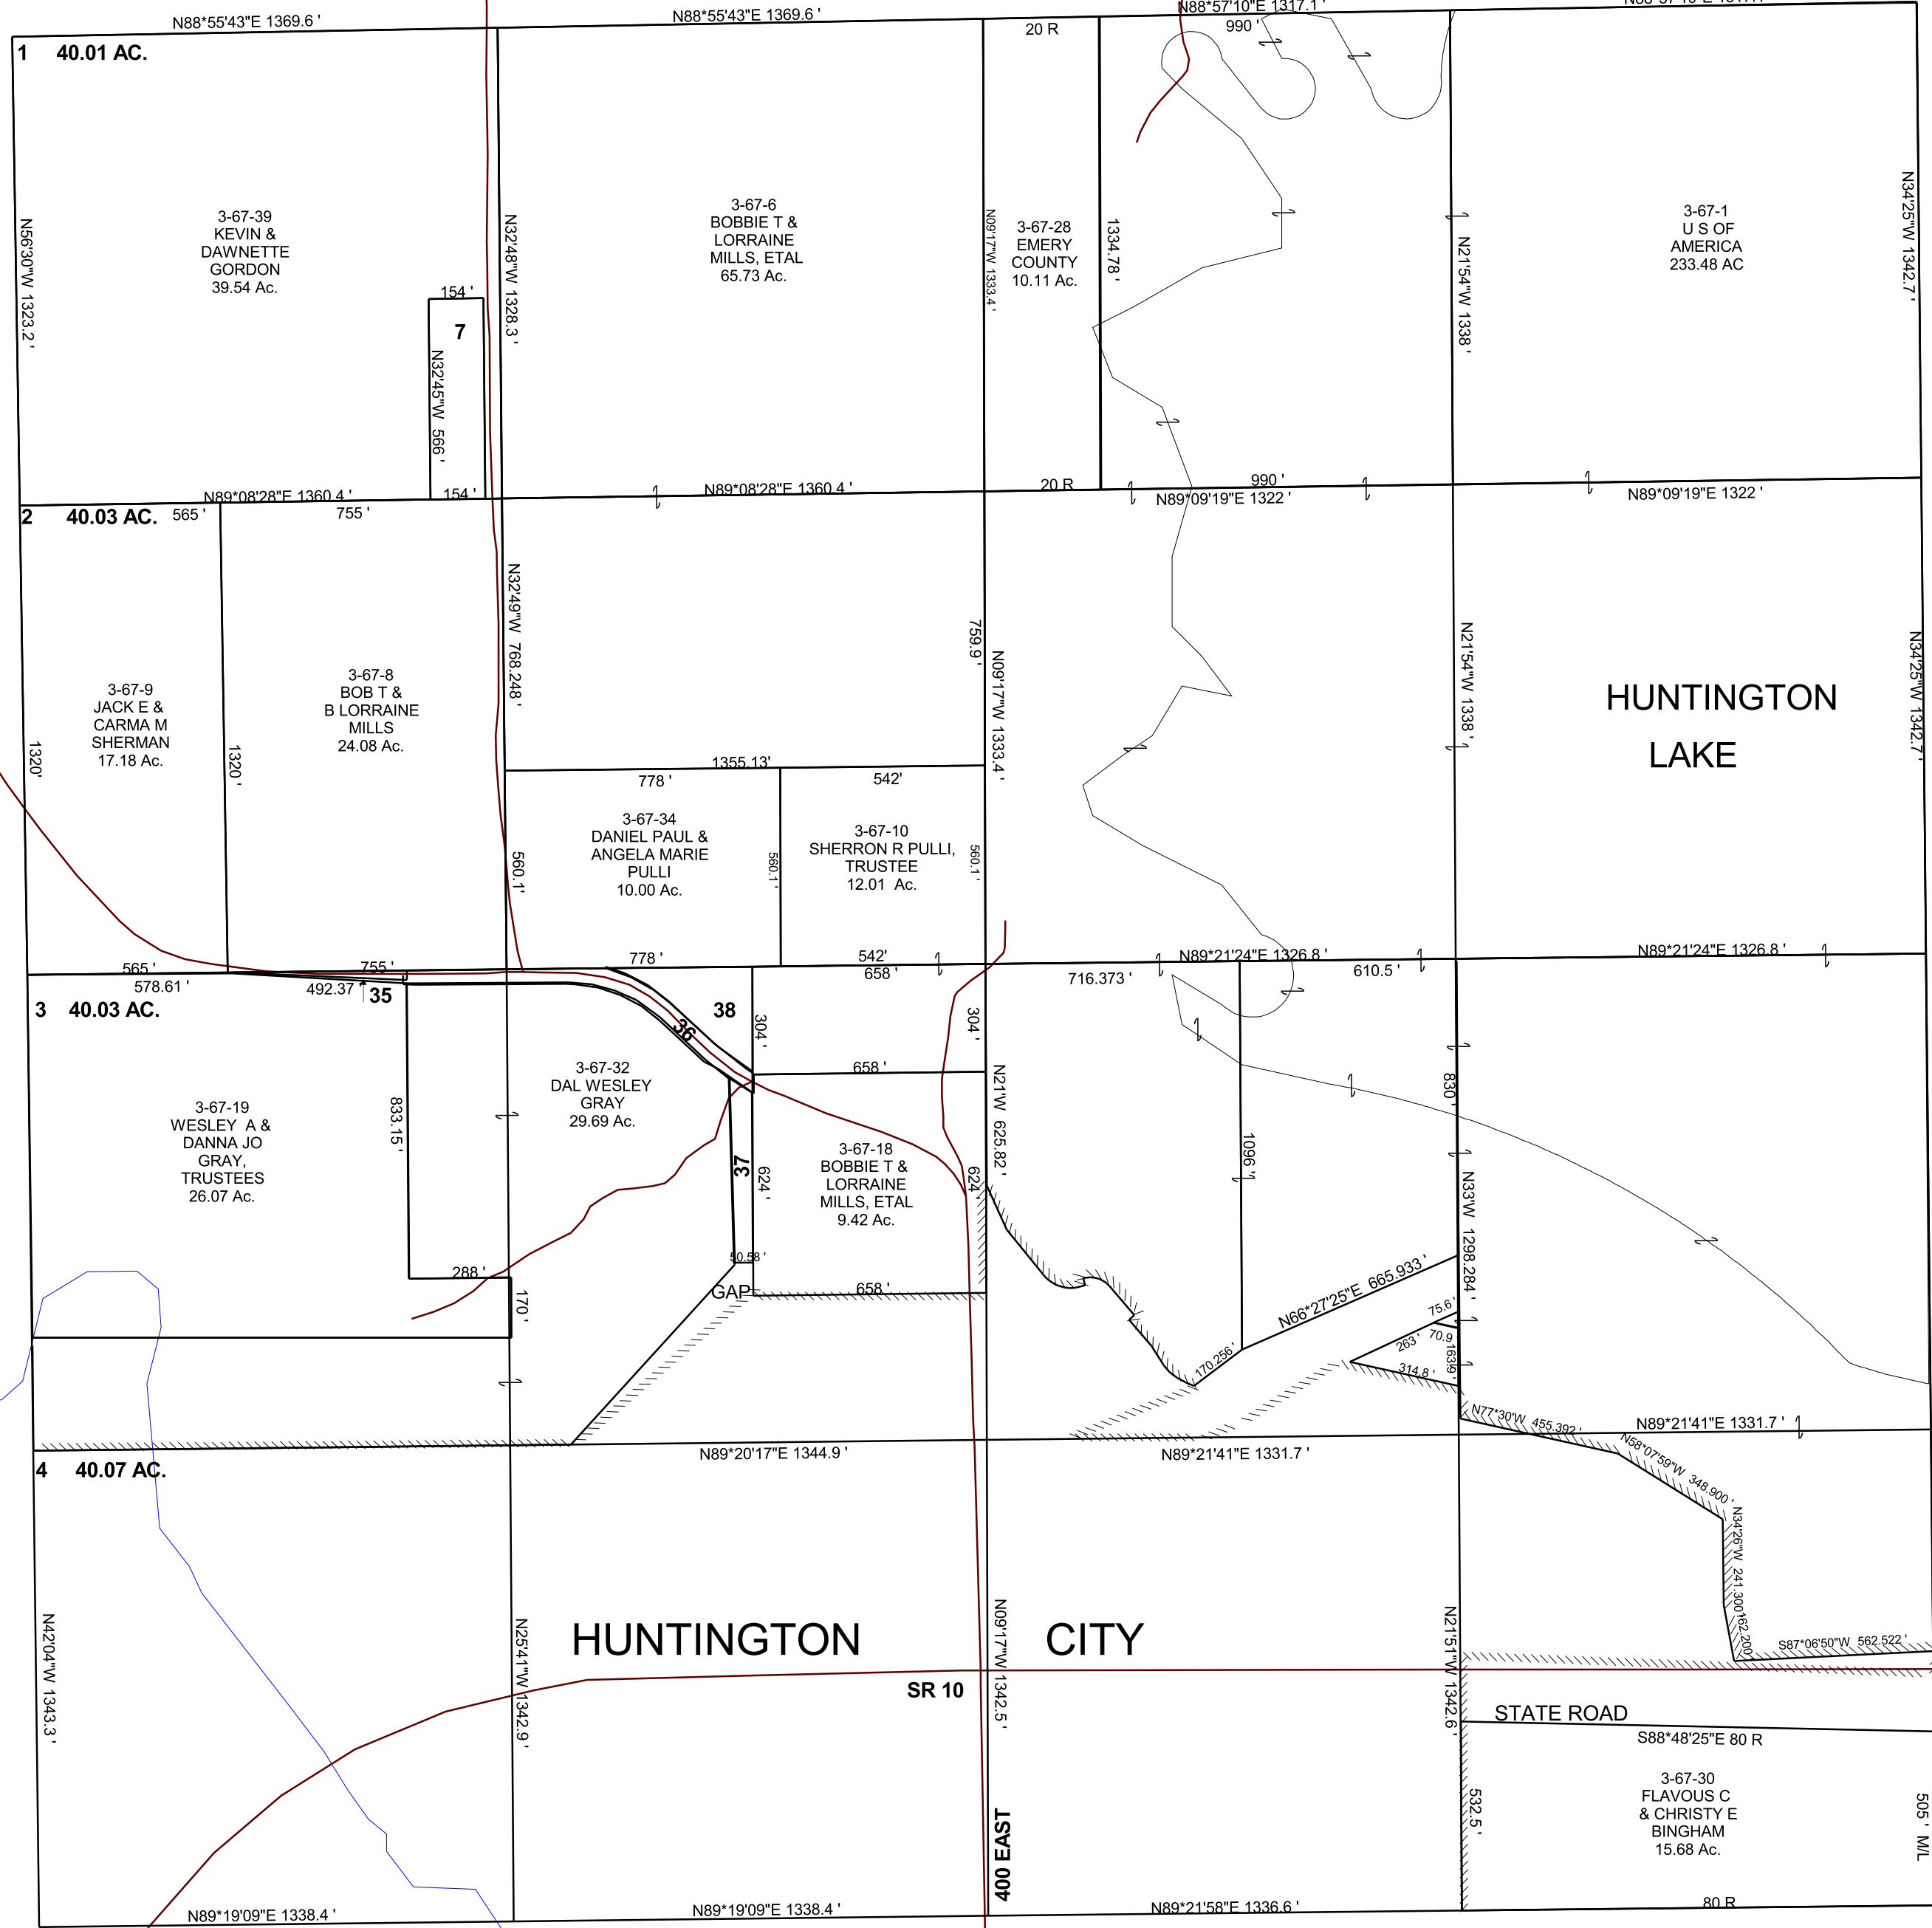 N88*55'43"E 1369.6 '
N88*55'43"E 1369.6 '
N88*57'10"E 1317.1 '
20 R
990 '
1 40.01 AC.
3-67-39
KEVIN &
DAWNETTE
GORDON
39.54 Ac.
N56'30"W 1323.2 '
N32'48"W 1328.3 '
154 '
7
N32'45"W 566 '
154 '
3-67-6
BOBBIE T &
LORRAINE
MILLS, ETAL
65.73 Ac.
N09'17"W 1333.4 '
3-67-28
EMERY
COUNTY
10.11 Ac.
1334.78 '
N21'54"W 1338 '
3-67-1
U S OF
AMERICA
233.48 AC
N34'25"W 1342.7 '
N89*08'28"E 1360.4 '
N89*08'28"E 1360.4 '
20 R
990 '
N89*09'19"E 1322 '
N89*09'19"E 1322 '
2 40.03 AC.
565 '
755 '
3-67-9
JACK E &
CARMA M
SHERMAN
17.18 Ac.
1320'
1320 '
3-67-8
BOB T &
B LORRAINE
MILLS
24.08 Ac.
N32'49"W 768.248 '
759.9 '
N09'17"W 1333.4 '
N21'54"W 1338 '
HUNTINGTON
LAKE
N34'25"W 1342.7 '
1355.13'
778 '
542'
3-67-34
DANIEL PAUL &
ANGELA MARIE
PULLI
10.00 Ac.
3-67-10
SHERRON R PULLI,
TRUSTEE
12.01 Ac.
560.1'
560.1 '
560.1 '
565 '
755 '
778 '
542'
658 '
N89*21'24"E 1326.8 '
N89*21'24"E 1326.8 '
578.61 '
492.37 '
35
716.373 '
610.5 '
3 40.03 AC.
36
38
304 '
304 '
658 '
3-67-32
DAL WESLEY
GRAY
29.69 Ac.
3-67-19
WESLEY A &
DANNA JO
GRAY,
TRUSTEES
26.07 Ac.
833.15 '
N21'W 625.82 '
830 '
1096 '
3-67-18
BOBBIE T &
LORRAINE
MILLS, ETAL
9.42 Ac.
37
624 '
624 '
N33'W 1298.284 '
50.58 '
288 '
170 '
GAP
658 '
N66*27'25"E 665.933 '
170.256'
75.6 '
70.9 '
263 '
163.9 '
314.8 '
N77*30'W 455.392 '
N89*21'41"E 1331.7 '
N89*20'17"E 1344.9 '
N89*21'41"E 1331.7 '
4 40.07 AC.
N58*07'59"W 348.900 '
N34'26"W 241.300'
162.200'
N42'04"W 1343.3 '
N25'41"W 1342.9 '
HUNTINGTON CITY
N09'17"W 1342.5 '
N21'51"W 1342.6 '
S87*06'50"W 562.522 '
SR 10
STATE ROAD
S88*48'25"E 80 R
3-67-30
FLAVOUS C
& CHRISTY E
BINGHAM
15.68 Ac.
532.5 '
505 ' M/L
400 EAST
80 R
N89*19'09"E 1338.4 '
N89*19'09"E 1338.4 '
N89*21'58"E 1336.6 '